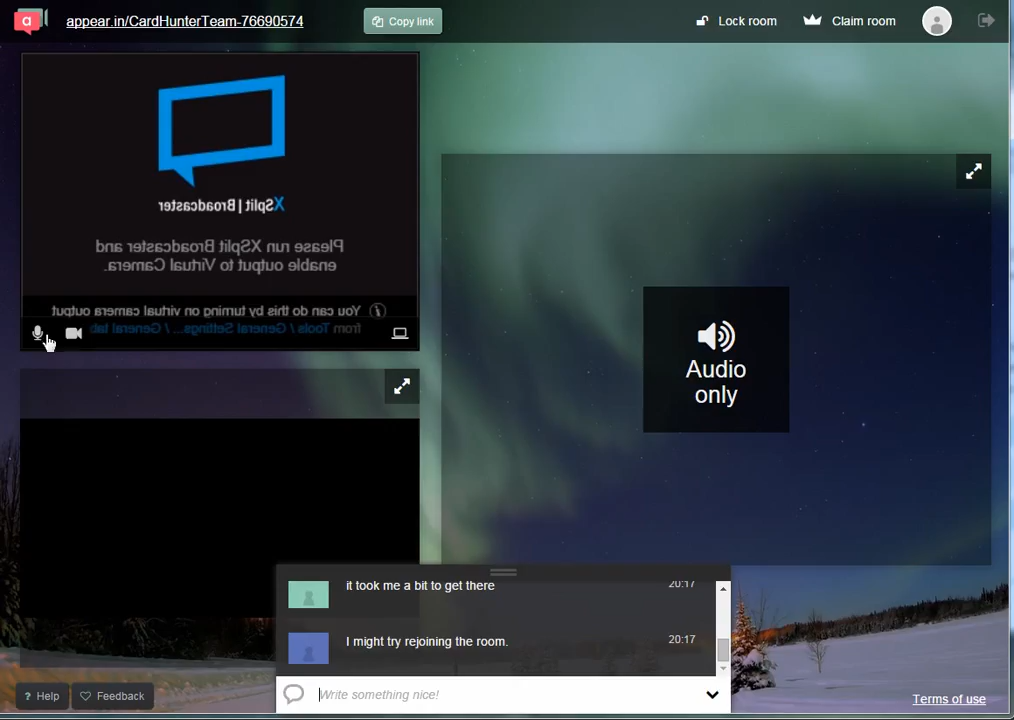 a
appear.in/CardHunterTeam-76690574
Copy link
Lock room
Claim room
XSplit | Broadcaster
Please run XSplit Broadcaster and
enable output to Virtual Camera.
i
You can do this by turning on virtual camera output
from Tools / General Settings... / General tab
Audio
only
it took me a bit to get there
20:17
I might try rejoining the room.
20:17
Write something nice!
? Help
Feedback
Terms of use